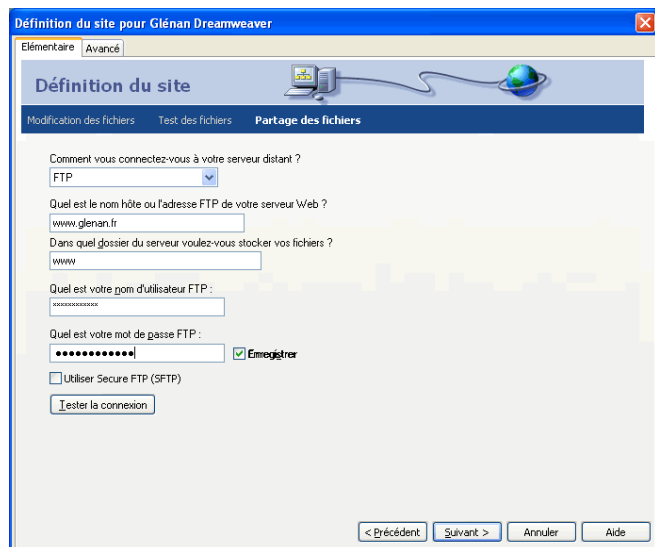 Définition du site pour Glénan Dreamweaver
Elémentaire Avancé
Définition du site
Modification des fichiers Test des fichiers Partage des fichiers
Comment vous connectez-vous à votre serveur distant ?
FTP
Quel est le nom hôte ou l'adresse FTP de votre serveur Web ?
www.glenan.fr
Dans quel dossier du serveur voulez-vous stocker vos fichiers ?
www
Quel est votre nom d'utilisateur FTP :
************
Quel est votre mot de passe FTP :
●●●●●●●●●●●● Enregistrer
Utiliser Secure FTP (SFTP)
Tester la connexion
< Précédent Suivant > Annuler Aide